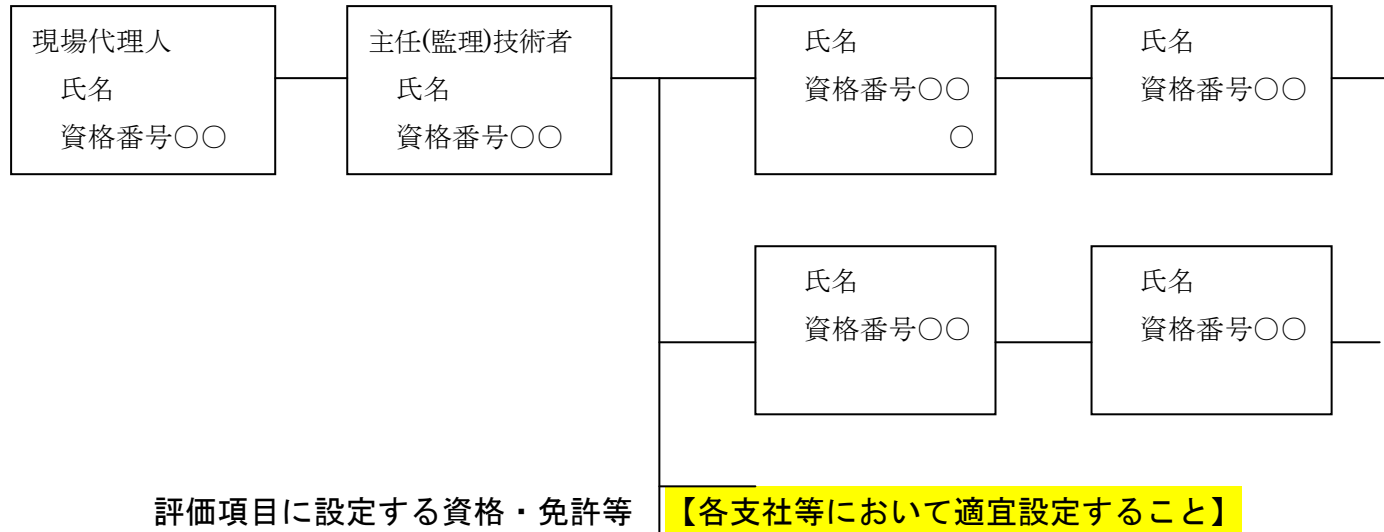 現場代理人
氏名
資格番号○○
主任(監理)技術者
氏名
資格番号○○
氏名
資格番号○○
○
氏名
資格番号○○
氏名
資格番号○○
氏名
資格番号○○
評価項目に設定する資格・免許等 【各支社等において適宜設定すること】